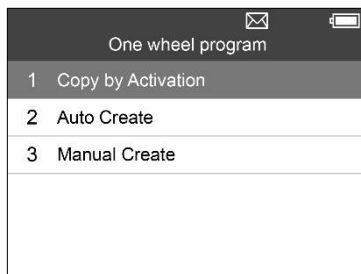 One wheel program
1 Copy by Activation
2 Auto Create
3 Manual Create